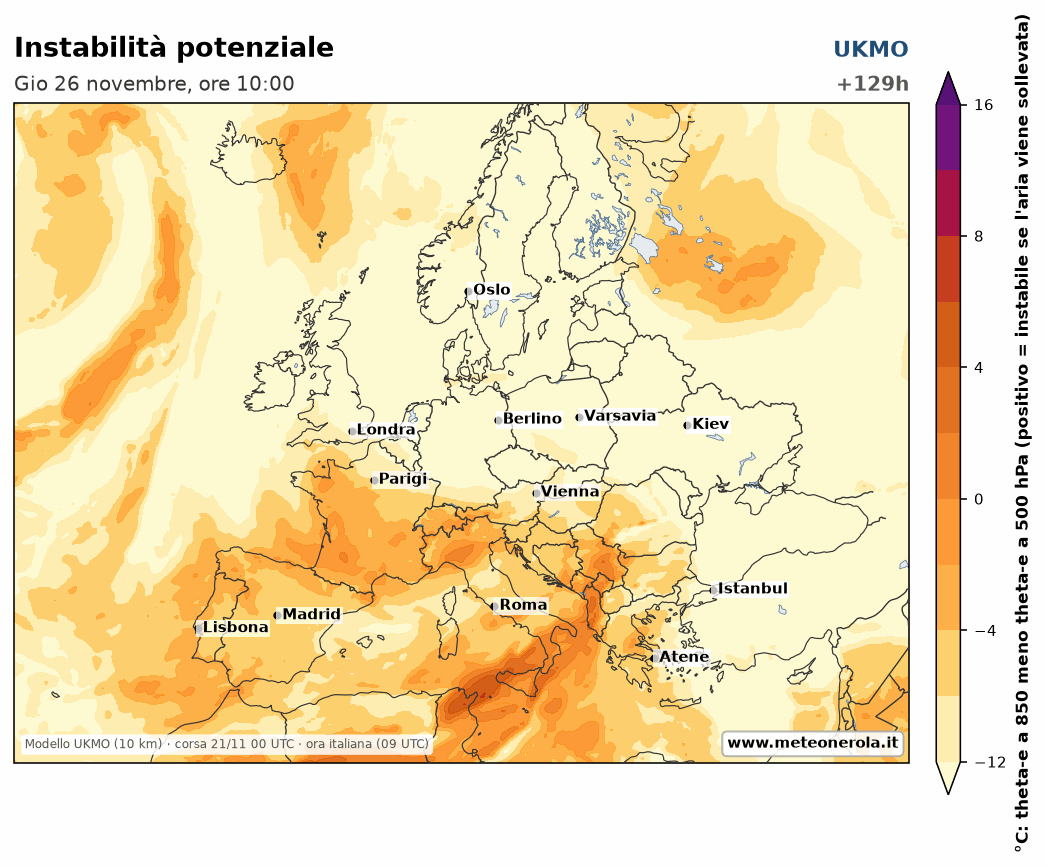 Instabilità potenziale
UKMO
Gio 26 novembre, ore 10:00
+129h
Oslo
Berlino
Varsavia
Kiev
Londra
Parigi
Vienna
Istanbul
Roma
Madrid
Lisbona
Atene
Modello UKMO (10 km) · corsa 21/11 00 UTC · ora italiana (09 UTC)
www.meteonerola.it
16
8
4
0
−4
−12
°C: theta-e a 850 meno theta-e a 500 hPa (positivo = instabile se l'aria viene sollevata)